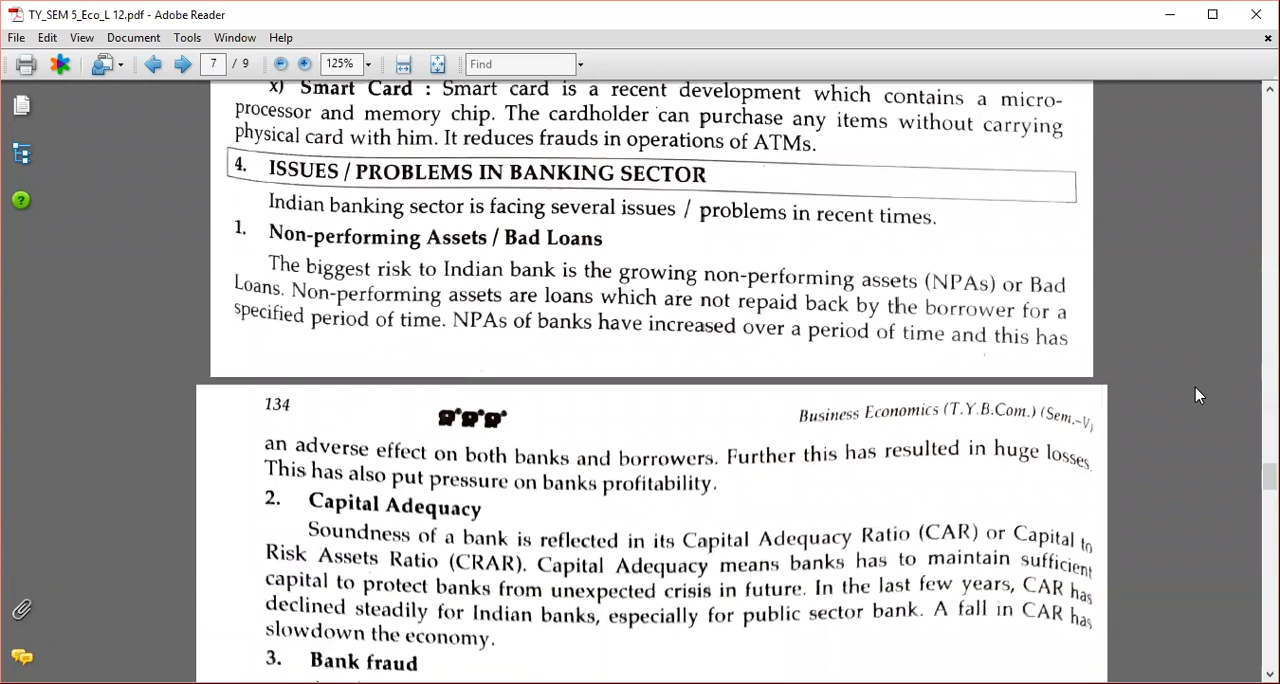 TY_SEM 5_Eco_L 12.pdf - Adobe Reader
File Edit View Document Tools Window Help
7 / 9 125% Find
x) Smart Card : Smart card is a recent development which contains a micro-
processor and memory chip. The cardholder can purchase any items without carrying
physical card with him. It reduces frauds in operations of ATMs.
4. ISSUES / PROBLEMS IN BANKING SECTOR
Indian banking sector is facing several issues / problems in recent times.
1. Non-performing Assets / Bad Loans
The biggest risk to Indian bank is the growing non-performing assets (NPAs) or Bad
Loans. Non-performing assets are loans which are not repaid back by the borrower for a
specified period of time. NPAs of banks have increased over a period of time and this has
134 Business Economics (T.Y.B.Com.) (Sem.-V)
an adverse effect on both banks and borrowers. Further this has resulted in huge losses.
This has also put pressure on banks profitability.
2. Capital Adequacy
Soundness of a bank is reflected in its Capital Adequacy Ratio (CAR) or Capital to
Risk Assets Ratio (CRAR). Capital Adequacy means banks has to maintain sufficient
capital to protect banks from unexpected crisis in future. In the last few years, CAR has
declined steadily for Indian banks, especially for public sector bank. A fall in CAR has
slowdown the economy.
3. Bank fraud